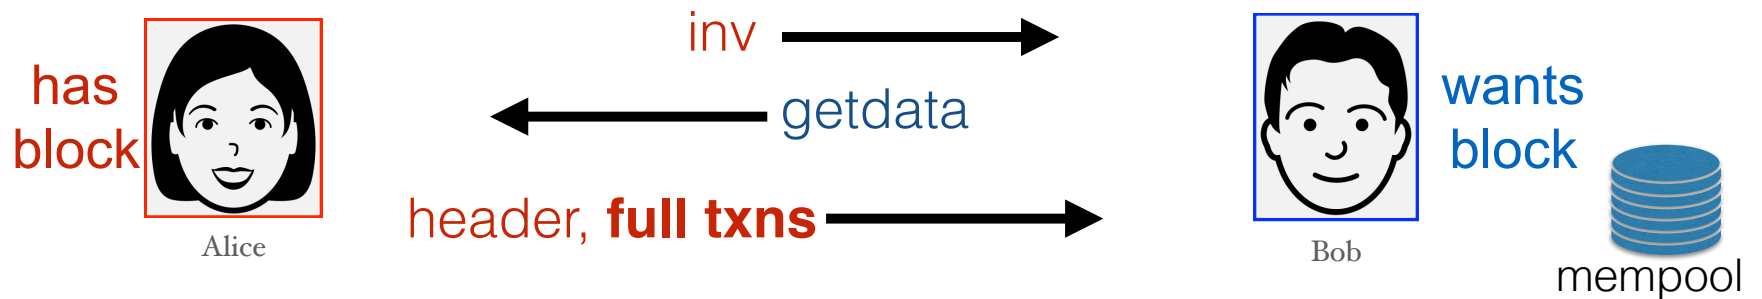 has
block
Alice
inv
getdata
header, full txns
Bob
wants
block
mempool